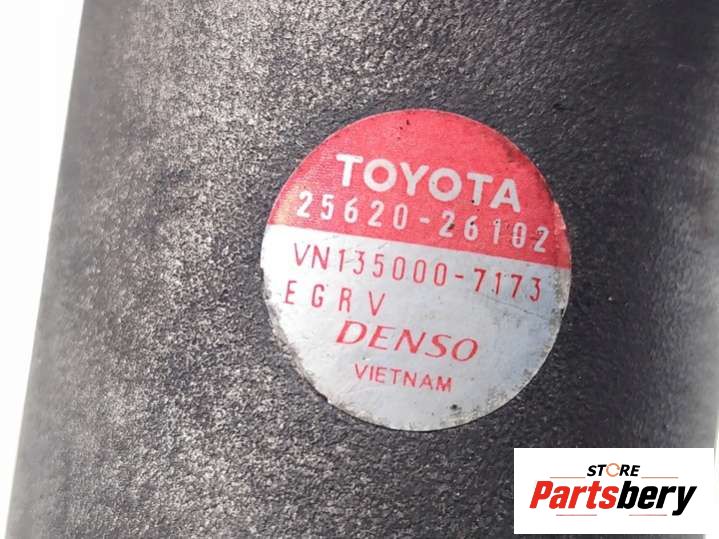 TOYOTA
25620-26102
VN135000-7173
EGRV
DENSO
VIETNAM
STORE
Partsbery